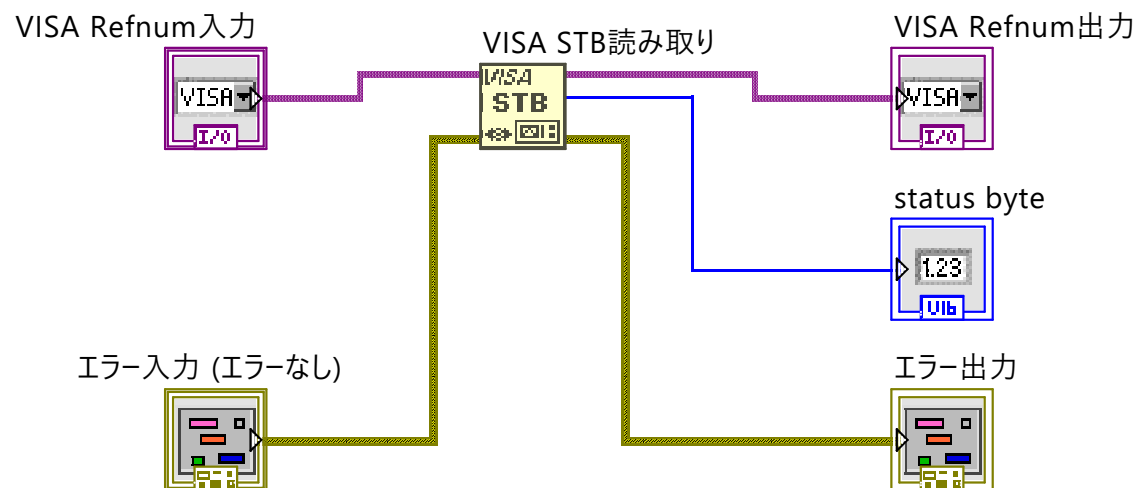 VISA Refnum入力
VISA STB読み取り
VISA Refnum出力
VISA
I/O
VISA
STB
VISA
I/O
status byte
1.23
U16
エラー入力 (エラーなし)
エラー出力